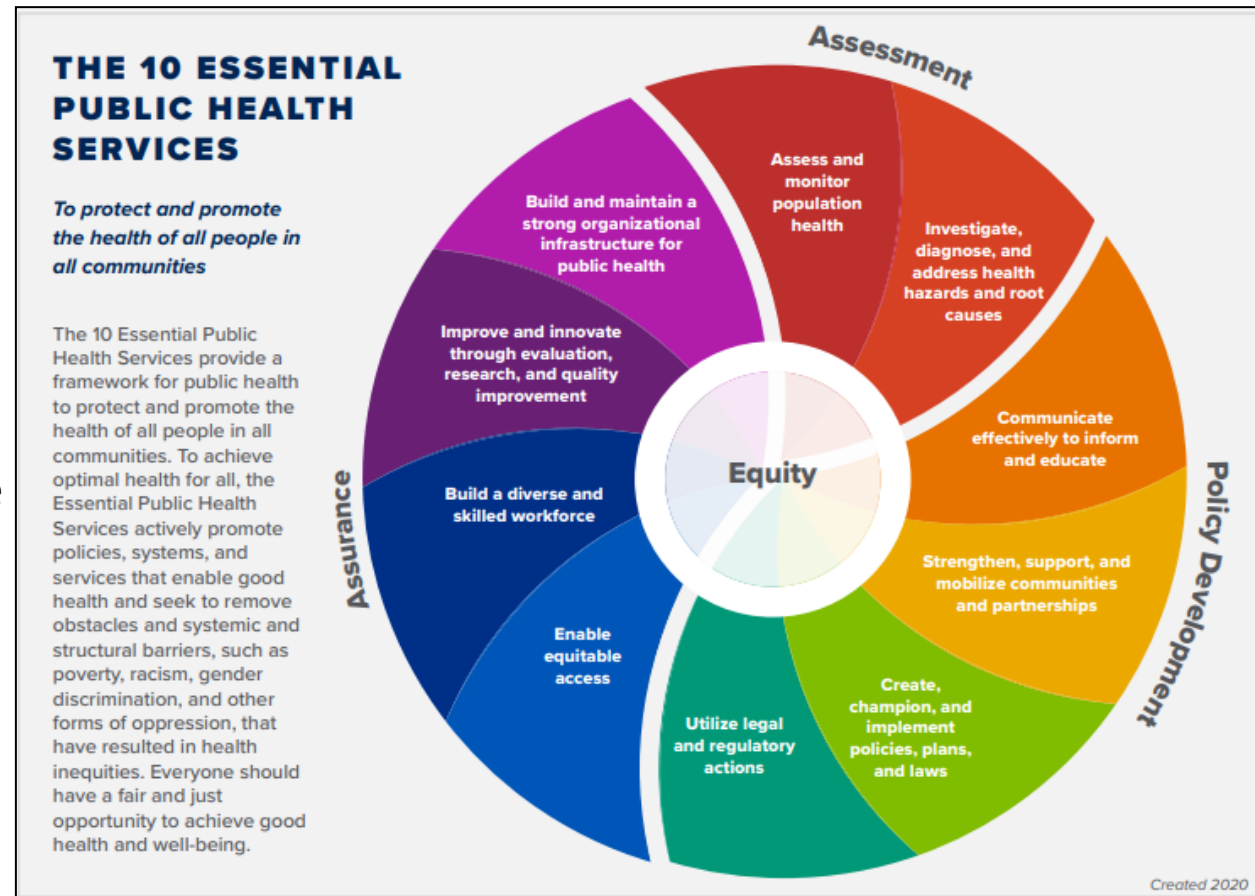 THE 10 ESSENTIAL
PUBLIC HEALTH
SERVICES
To protect and promote
the health of all people in
all communities
The 10 Essential Public
Health Services provide a
framework for public health
to protect and promote the
health of all people in all
communities. To achieve
optimal health for all, the
Essential Public Health
Services actively promote
policies, systems, and
services that enable good
health and seek to remove
obstacles and systemic and
structural barriers, such as
poverty, racism, gender
discrimination, and other
forms of oppression, that
have resulted in health
inequities. Everyone should
have a fair and just
opportunity to achieve good
health and well-being.
Assessment
Assess and
monitor
population
health
Investigate,
diagnose, and
address health
hazards and root
causes
Policy Development
Communicate
effectively to inform
and educate
Strengthen, support, and
mobilize communities
and partnerships
Create,
champion, and
implement
policies, plans,
and laws
Utilize legal
and regulatory
actions
Assurance
Enable
equitable
access
Build a diverse and
skilled workforce
Improve and innovate
through evaluation,
research, and quality
improvement
Build and maintain a
strong organizational
infrastructure for
public health
Equity
Created 2020